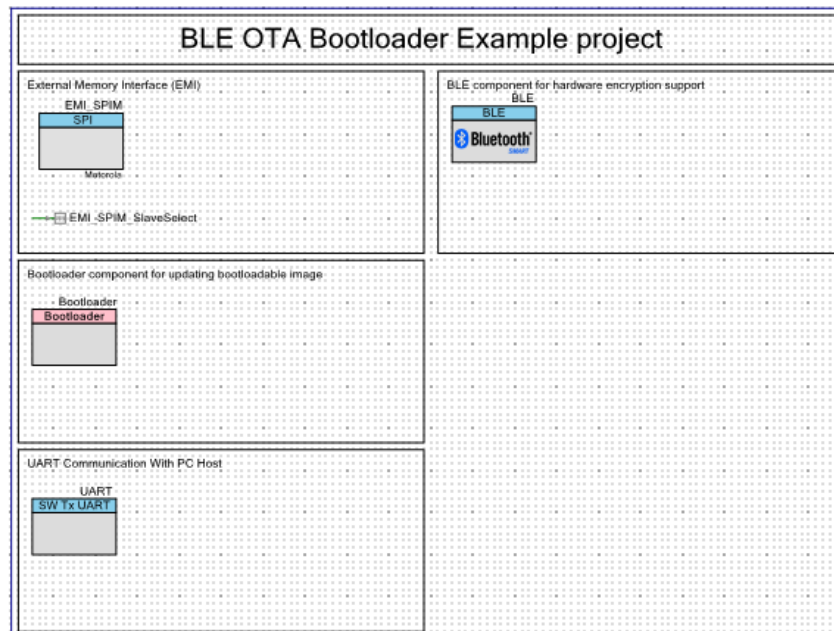 BLE OTA Bootloader Example project
External Memory Interface (EMI)
EMI_SPIM
SPI
Motorola
EMI_SPIM_SlaveSelect
BLE component for hardware encryption support
BLE
BLE
Bluetooth
SMART
Bootloader component for updating bootloadable image
Bootloader
Bootloader
UART Communication With PC Host
UART
SW Tx UART